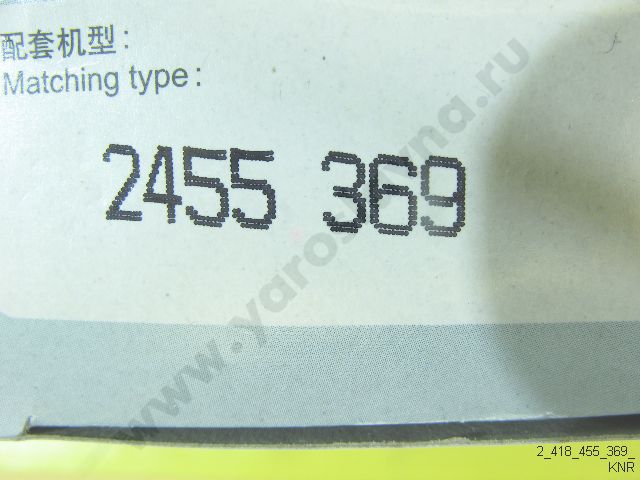 配套机型:
Matching type:
2455 369
www.yaroslavna.ru
2_418_455_369_
KNR